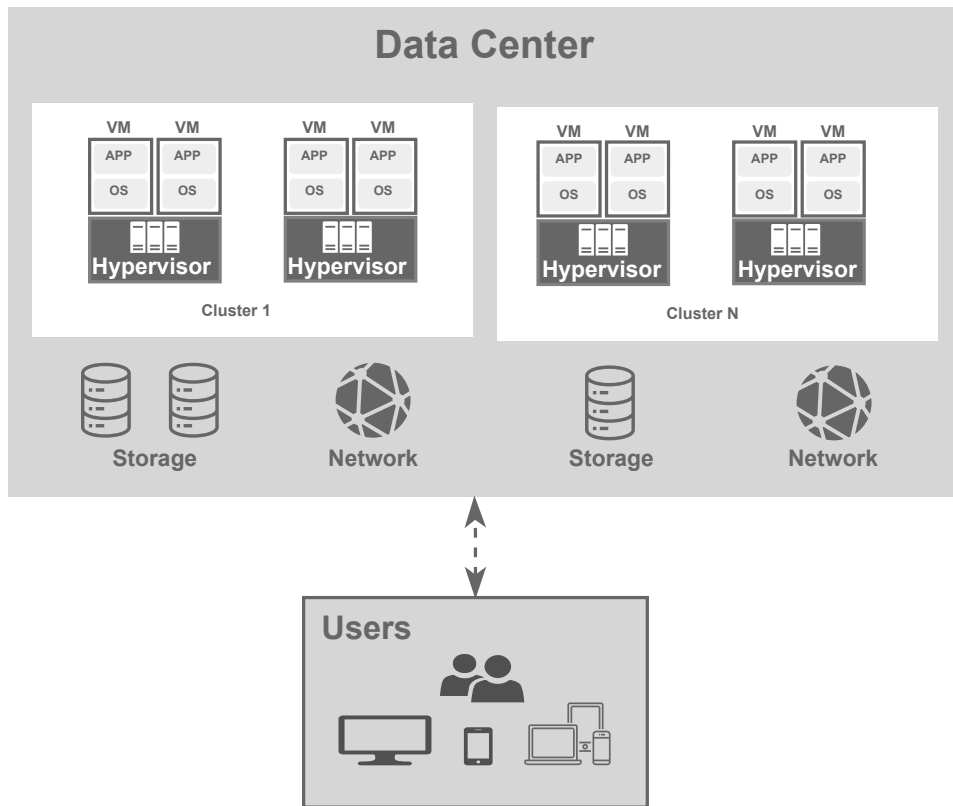 Data Center
VM VM VM VM
APP APP APP APP
OS OS OS OS
Hypervisor Hypervisor
Cluster 1
VM VM VM VM
APP APP APP APP
OS OS OS OS
Hypervisor Hypervisor
Cluster N
Storage Network Storage Network
Users